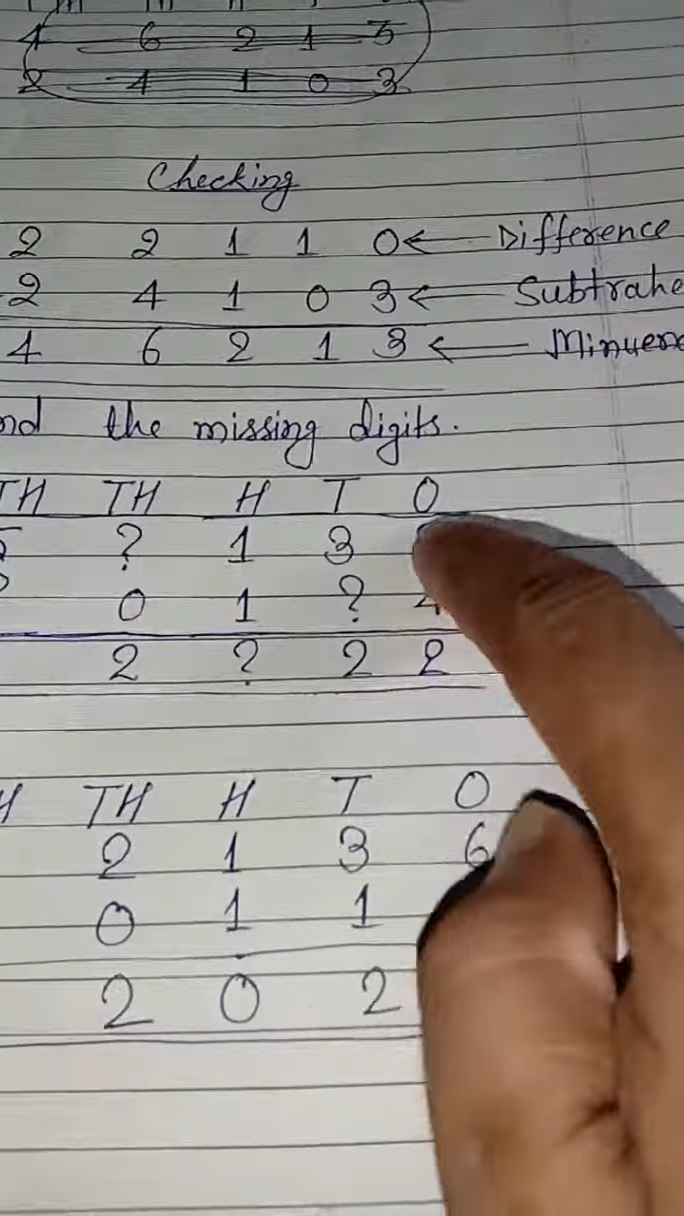 4 6 2 1 3
2 4 1 0 3
Checking
2 2 1 1 0 ← Difference
2 4 1 0 3 ← Subtrahe
4 6 2 1 3 ← Minuen
nd the missing digits.
TH TH H T O
? 1 3
0 1 ? 4
2 ? 2 2
H TH H T O
2 1 3 6
0 1 1
2 0 2